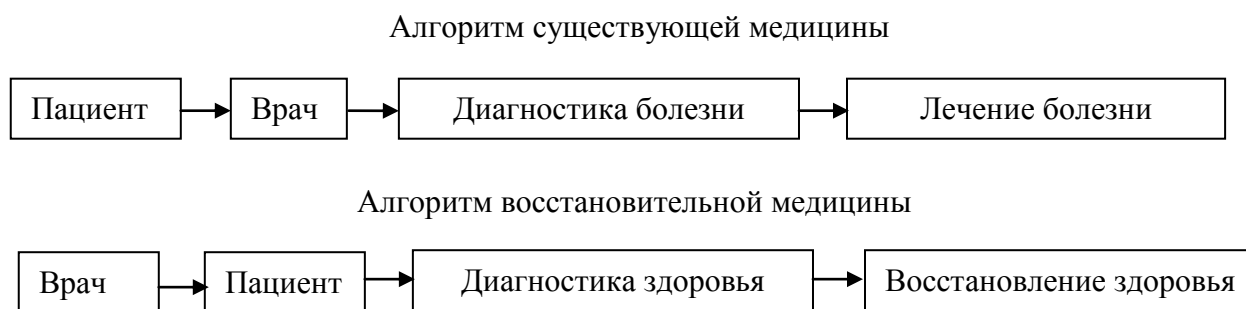 Алгоритм существующей медицины
Пациент Врач Диагностика болезни Лечение болезни
Алгоритм восстановительной медицины
Врач Пациент Диагностика здоровья Восстановление здоровья